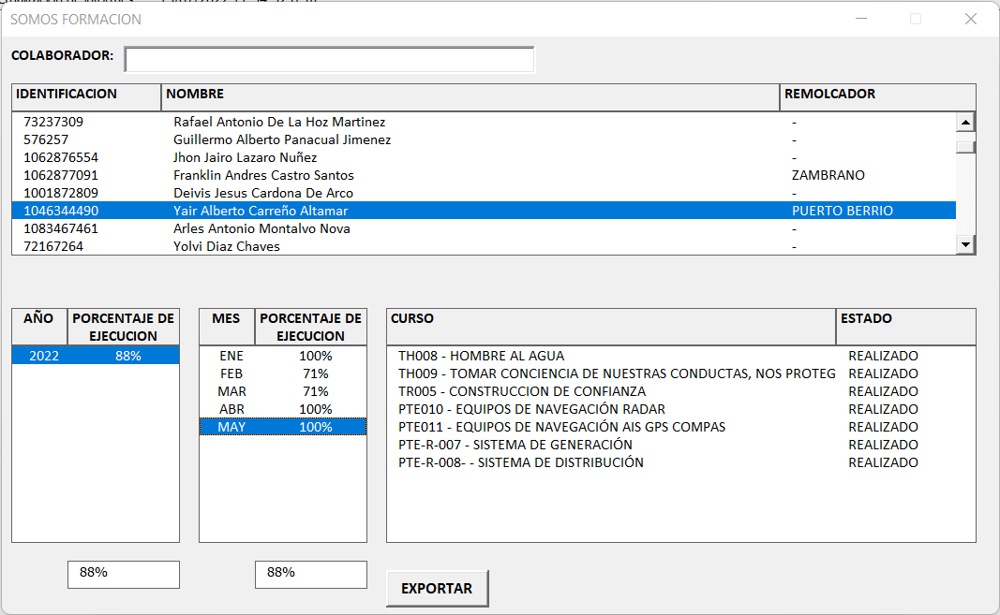 SOMOS FORMACION
COLABORADOR:
IDENTIFICACION NOMBRE REMOLCADOR
73237309 Rafael Antonio De La Hoz Martinez -
576257 Guillermo Alberto Panacual Jimenez -
1062876554 Jhon Jairo Lazaro Nuñez -
1062877091 Franklin Andres Castro Santos ZAMBRANO
1001872809 Deivis Jesus Cardona De Arco -
1046344490 Yair Alberto Carreño Altamar PUERTO BERRIO
1083467461 Arles Antonio Montalvo Nova -
72167264 Yolvi Diaz Chaves -
AÑO PORCENTAJE DE EJECUCION
2022 88%
88%
MES PORCENTAJE DE EJECUCION
ENE 100%
FEB 71%
MAR 71%
ABR 100%
MAY 100%
88%
CURSO ESTADO
TH008 - HOMBRE AL AGUA REALIZADO
TH009 - TOMAR CONCIENCIA DE NUESTRAS CONDUCTAS, NOS PROTEG REALIZADO
TR005 - CONSTRUCCION DE CONFIANZA REALIZADO
PTE010 - EQUIPOS DE NAVEGACIÓN RADAR REALIZADO
PTE011 - EQUIPOS DE NAVEGACIÓN AIS GPS COMPAS REALIZADO
PTE-R-007 - SISTEMA DE GENERACIÓN REALIZADO
PTE-R-008- - SISTEMA DE DISTRIBUCIÓN REALIZADO
EXPORTAR